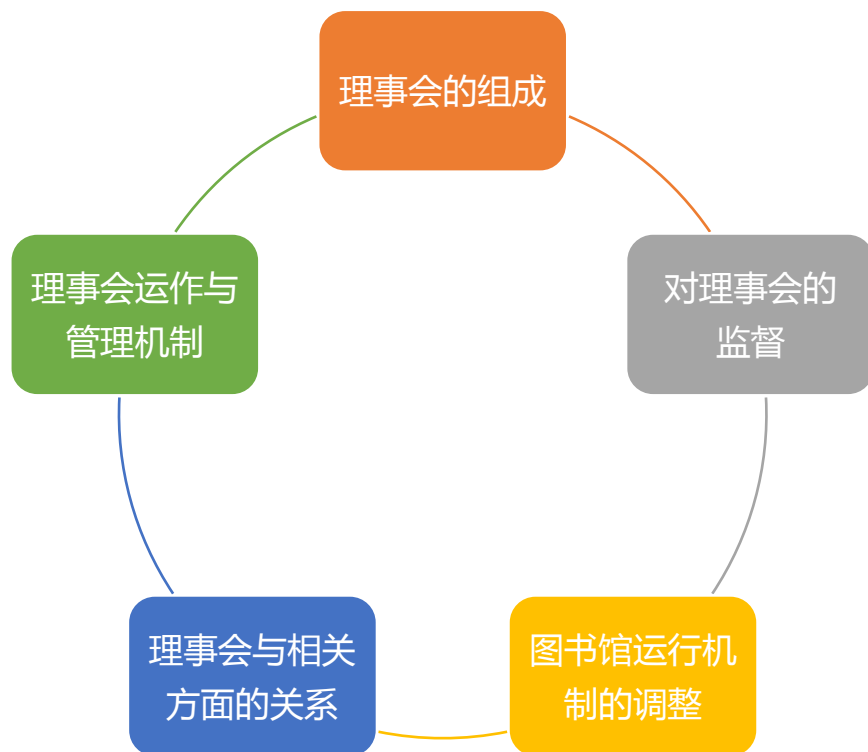 理事会的组成
理事会运作与
管理机制
对理事会的
监督
理事会与相关
方面的关系
图书馆运行机
制的调整